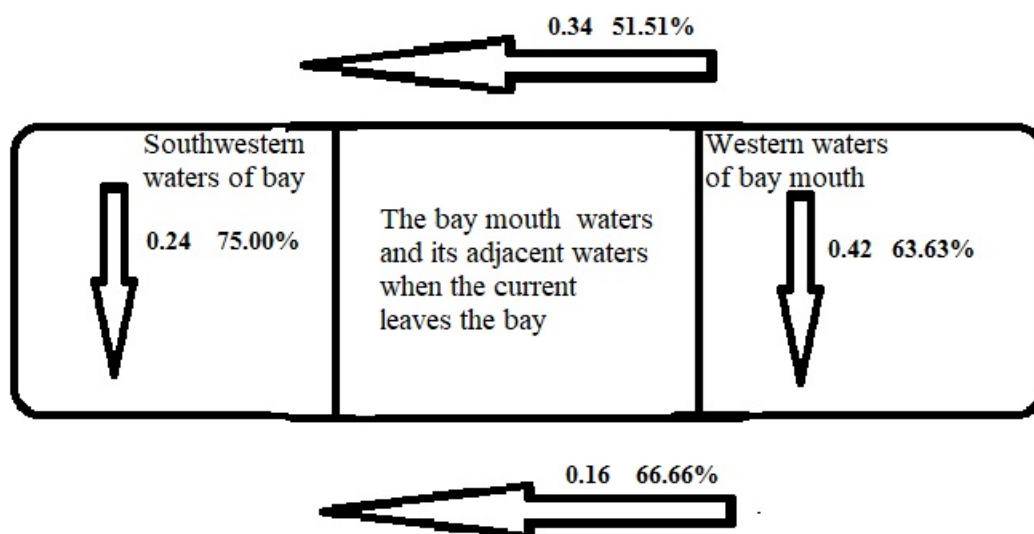 0.34 51.51%
Southwestern
waters of bay
0.24 75.00%
The bay mouth waters
and its adjacent waters
when the current
leaves the bay
Western waters
of bay mouth
0.42 63.63%
0.16 66.66%